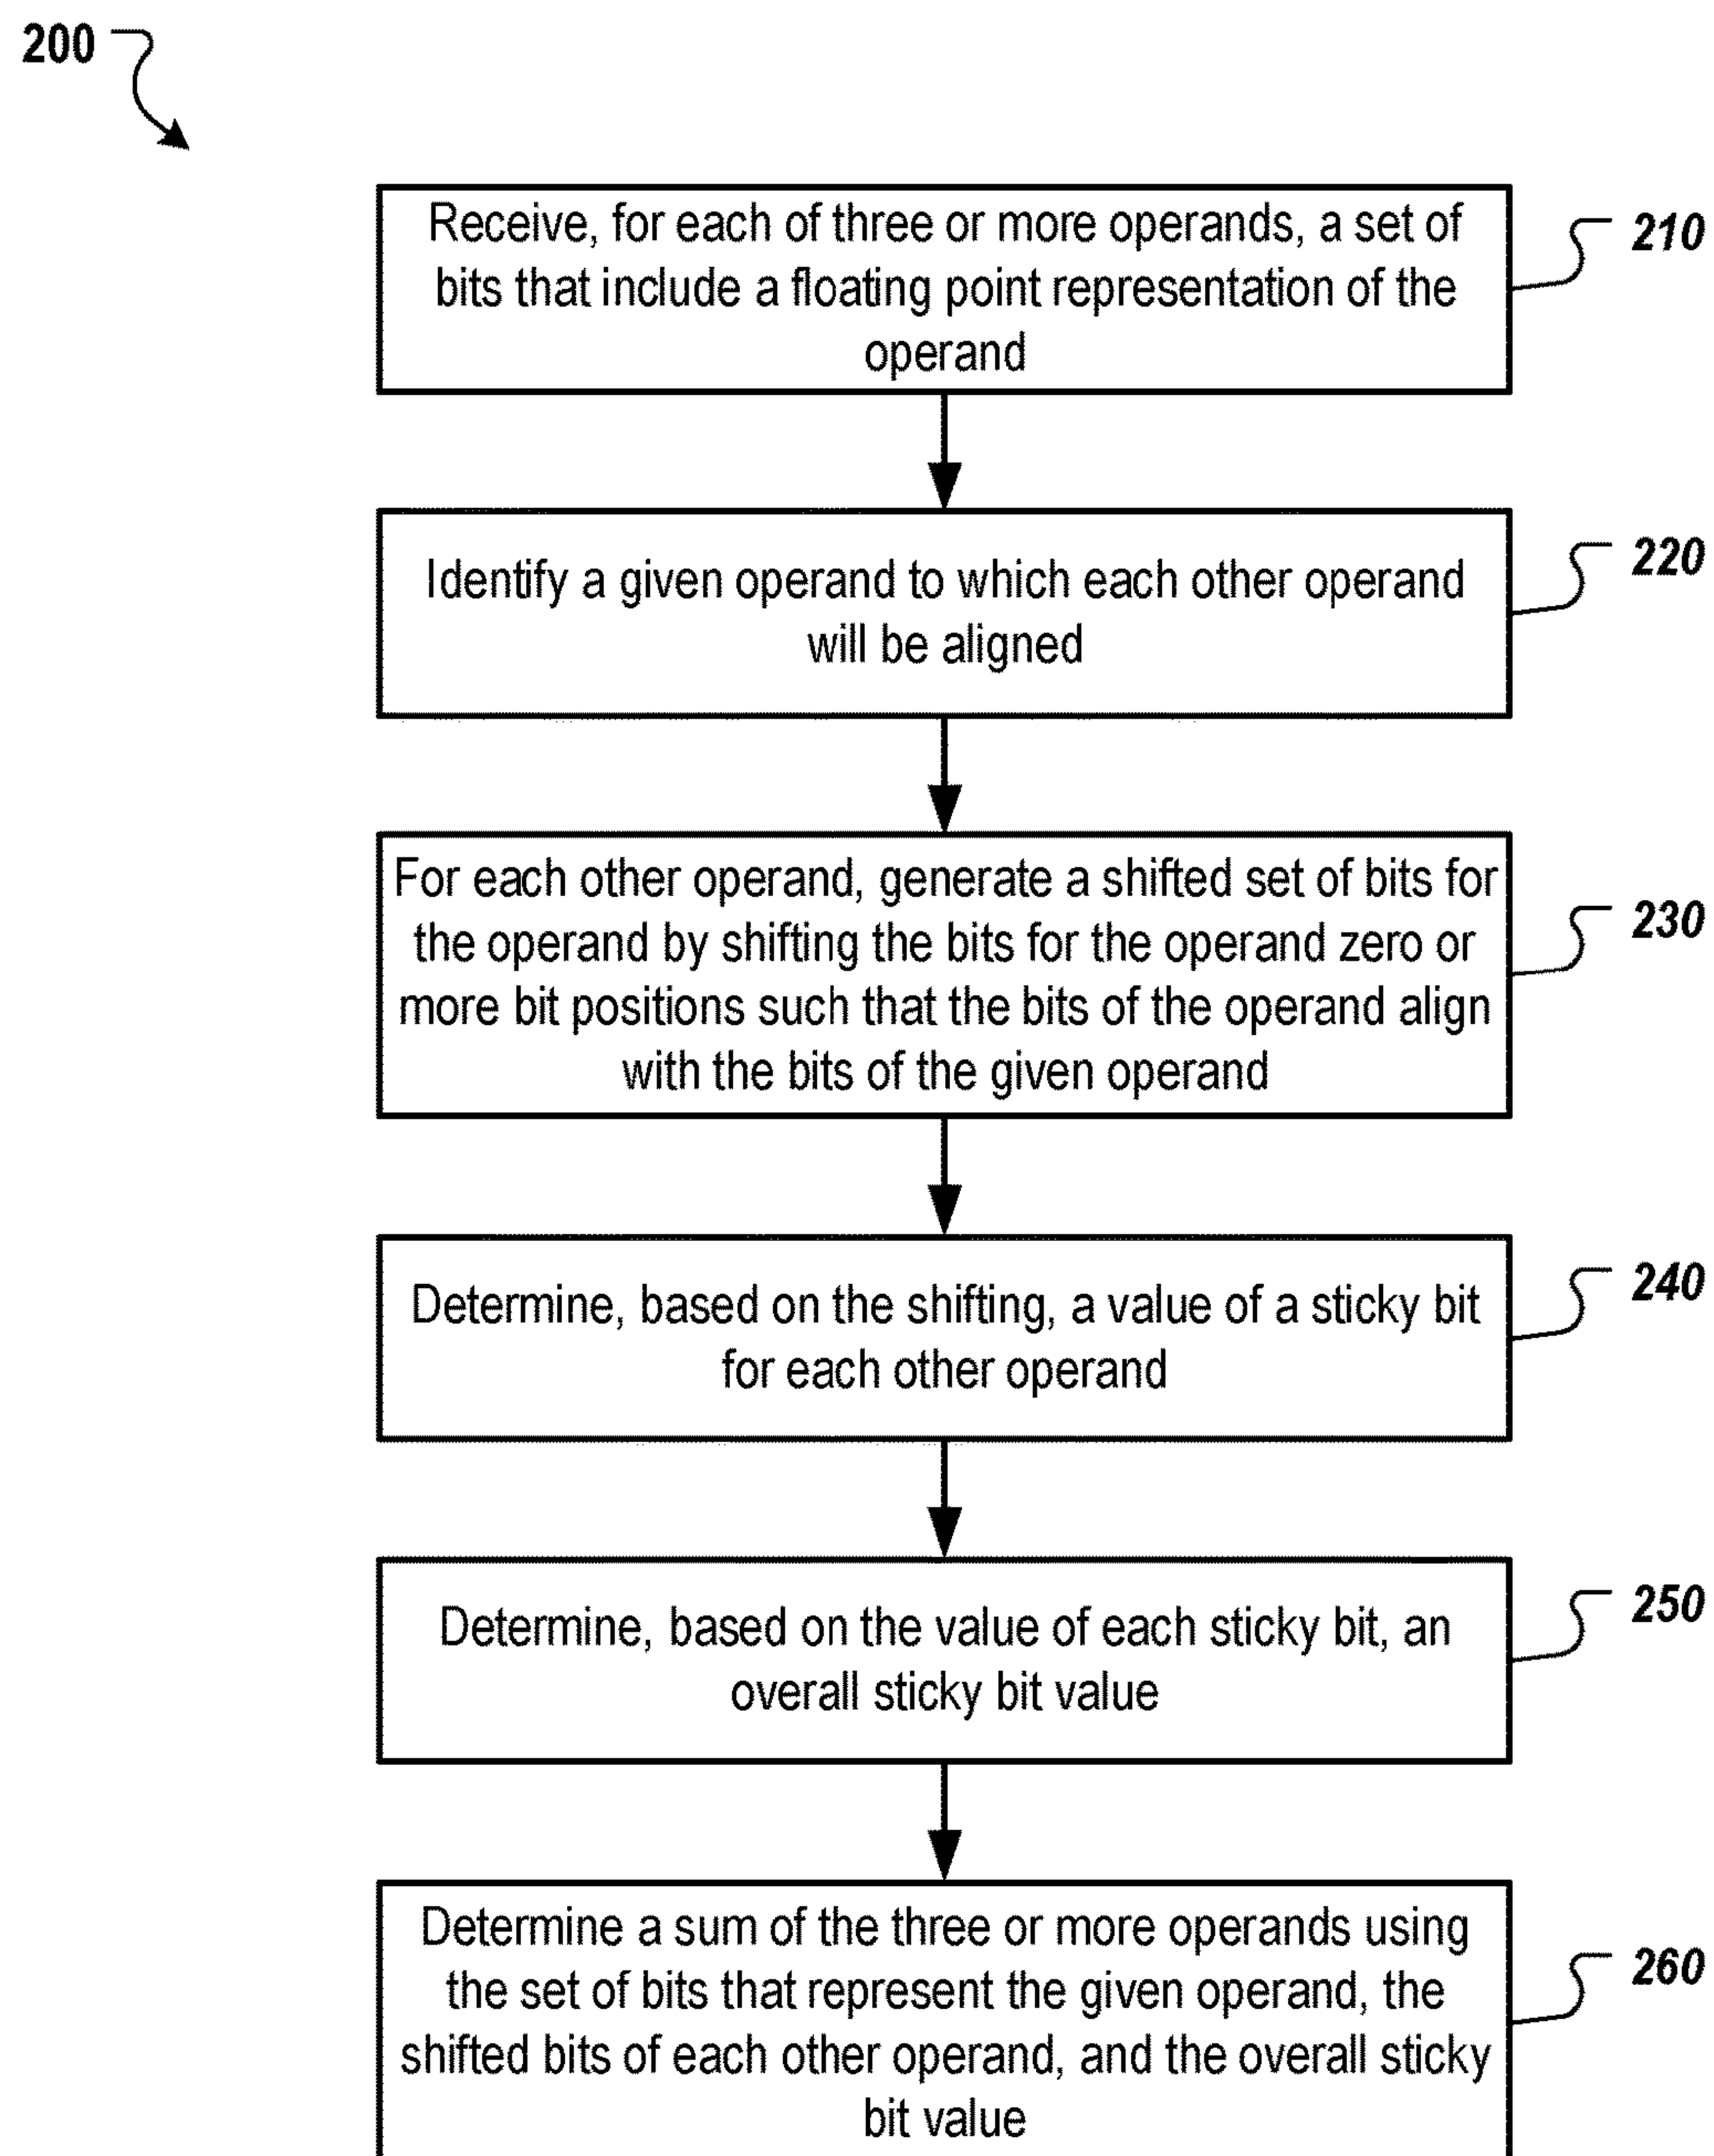 200
Receive, for each of three or more operands, a set of
bits that include a floating point representation of the
operand
210
Identify a given operand to which each other operand
will be aligned
220
For each other operand, generate a shifted set of bits for
the operand by shifting the bits for the operand zero or
more bit positions such that the bits of the operand align
with the bits of the given operand
230
Determine, based on the shifting, a value of a sticky bit
for each other operand
240
Determine, based on the value of each sticky bit, an
overall sticky bit value
250
Determine a sum of the three or more operands using
the set of bits that represent the given operand, the
shifted bits of each other operand, and the overall sticky
bit value
260